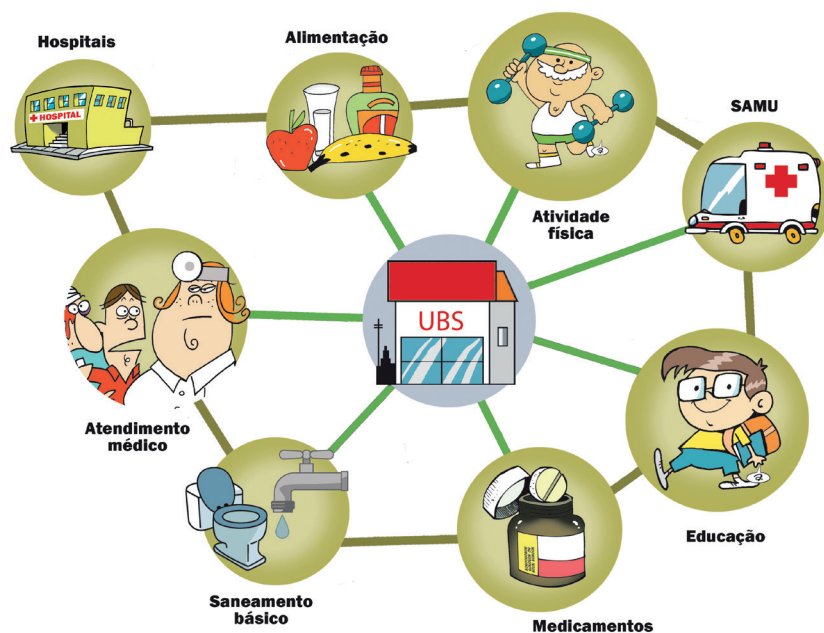 Hospitais
Alimentação
SAMU
HOSPITAL
Atividade
física
UBS
Atendimento
médico
Educação
Saneamento
básico
Medicamentos